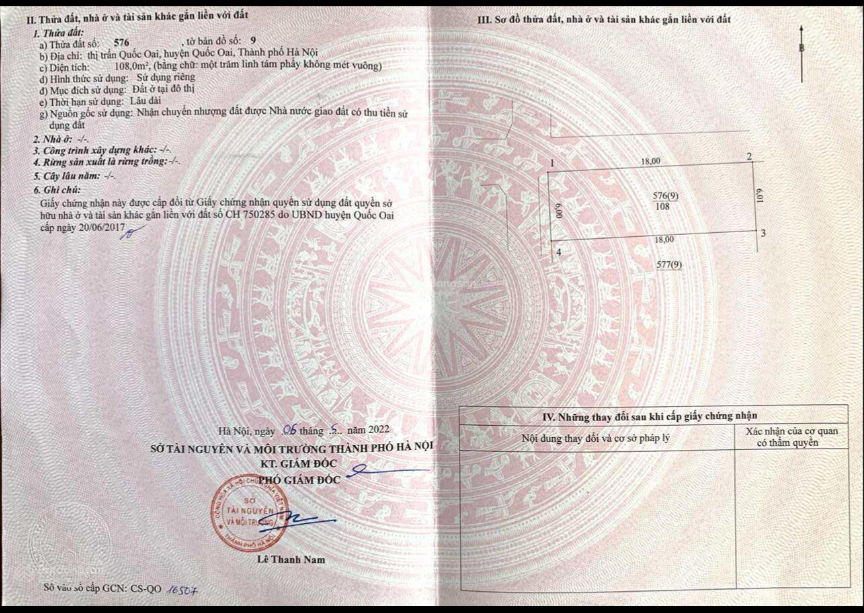 II. Thửa đất, nhà ở và tài sản khác gắn liền với đất
1. Thửa đất:
a) Thửa đất số: 576 , tờ bản đồ số: 9
b) Địa chỉ: thị trấn Quốc Oai, huyện Quốc Oai, Thành phố Hà Nội
c) Diện tích: 108,0m², (bằng chữ: một trăm linh tám phẩy không mét vuông)
d) Hình thức sử dụng: Sử dụng riêng
đ) Mục đích sử dụng: Đất ở tại đô thị
e) Thời hạn sử dụng: Lâu dài
g) Nguồn gốc sử dụng: Nhận chuyển nhượng đất được Nhà nước giao đất có thu tiền sử
dụng đất
2. Nhà ở: -/-.
3. Công trình xây dựng khác: -/-.
4. Rừng sản xuất là rừng trồng: -/-.
5. Cây lâu năm: -/-.
6. Ghi chú:
Giấy chứng nhận này được cấp đổi từ Giấy chứng nhận quyền sử dụng đất quyền sở
hữu nhà ở và tài sản khác gắn liền với đất số CH 750285 do UBND huyện Quốc Oai
cấp ngày 20/06/2017
Hà Nội, ngày 06 tháng 5 năm 2022
SỞ TÀI NGUYÊN VÀ MÔI TRƯỜNG THÀNH PHỐ HÀ NỘI
KT. GIÁM ĐỐC
PHÓ GIÁM ĐỐC
SỞ
TÀI NGUYÊN
VÀ MÔI TRƯỜNG
THÀNH PHỐ HÀ NỘI
Lê Thanh Nam
Số vào sổ cấp GCN: CS-QO 16507
III. Sơ đồ thửa đất, nhà ở và tài sản khác gắn liền với đất
B
1
18,00
2
6,00
576(9)
108
6,01
4
18,00
3
577(9)
IV. Những thay đổi sau khi cấp giấy chứng nhận
Nội dung thay đổi và cơ sở pháp lý
Xác nhận của cơ quan
có thẩm quyền